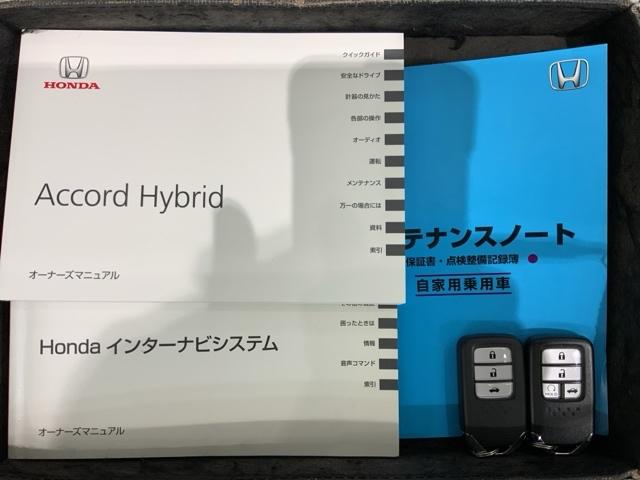 HONDA
Accord Hybrid
オーナーズマニュアル
クイックガイド
安全なドライブ
計器の見かた
各部の操作
オーディオ
運転
メンテナンス
万一の場合には
資料
索引
テナンスノート
保証書・点検整備記録簿
自家用乗用車
Honda インターナビシステム
オーナーズマニュアル
困ったときは
情報
音声コマンド
索引
HOLD